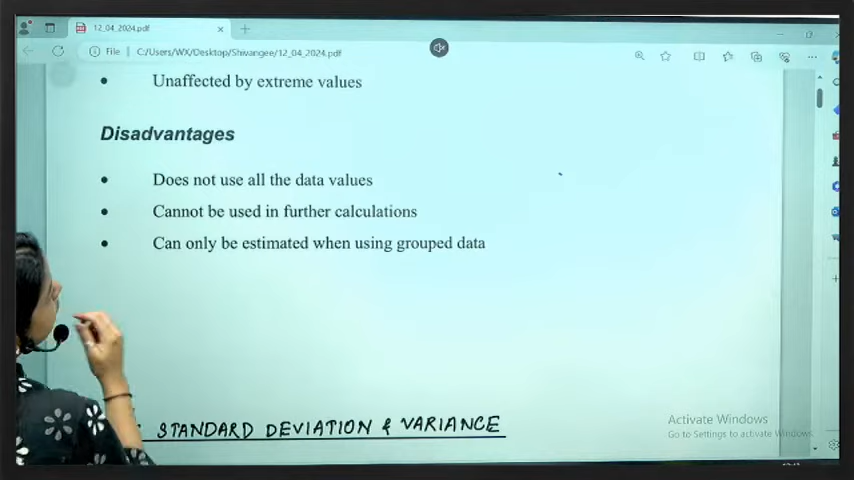 12_04_2024.pdf
File C:/Users/WX/Desktop/Shivangee/12_04_2024.pdf
• Unaffected by extreme values
Disadvantages
• Does not use all the data values
• Cannot be used in further calculations
• Can only be estimated when using grouped data
STANDARD DEVIATION & VARIANCE
Activate Windows
Go to Settings to activate Windows.